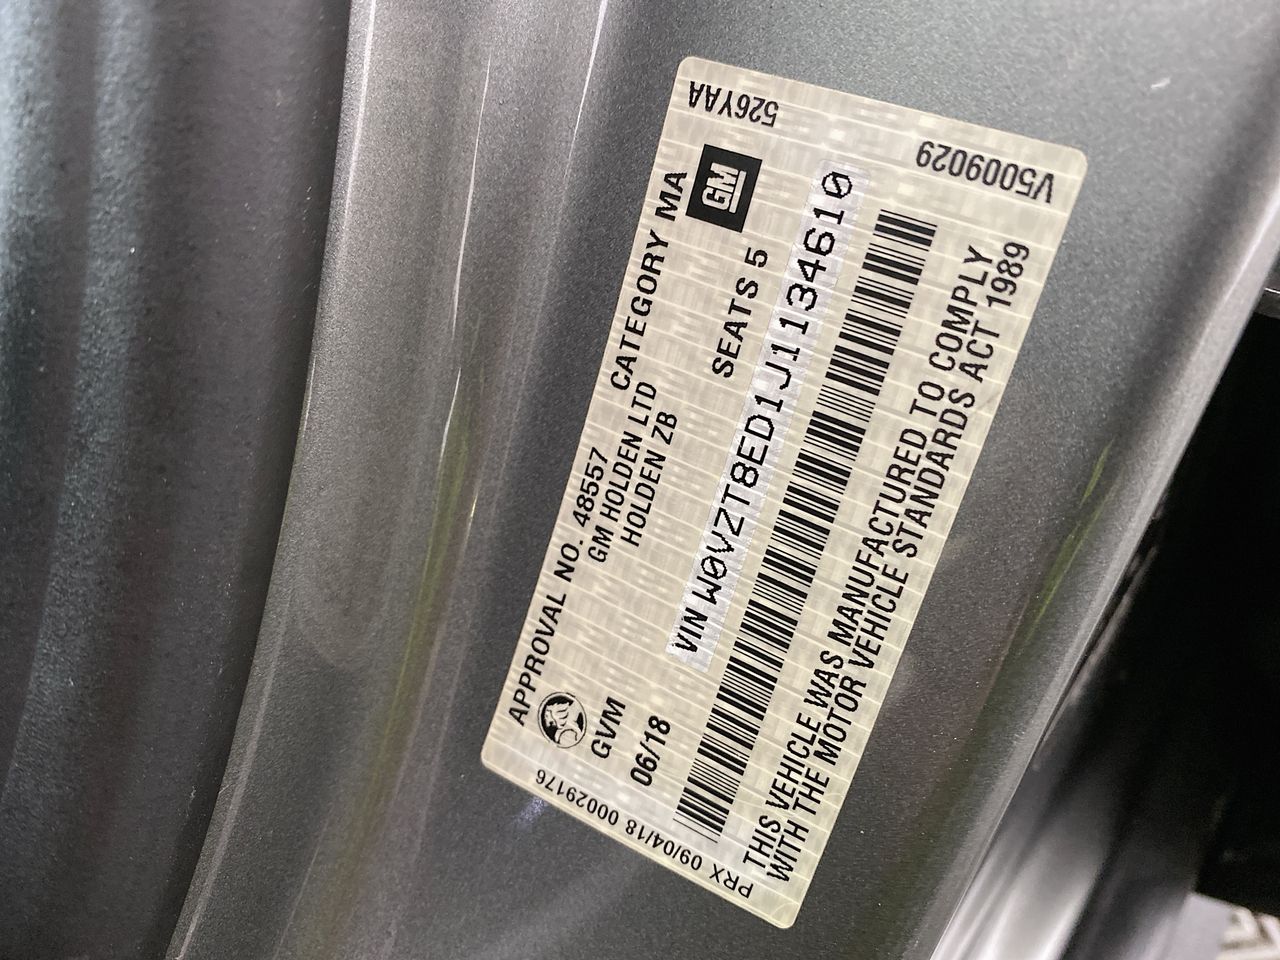 APPROVAL NO. 48557 CATEGORY MA
GM HOLDEN LTD
HOLDEN ZB
GM
GVM
SEATS 5
06/18
VIN W0VZT8ED1J1134610
THIS VEHICLE WAS MANUFACTURED TO COMPLY
WITH THE MOTOR VEHICLE STANDARDS ACT 1989
PRX 09/04/18 00029176
526YAA
V5009029